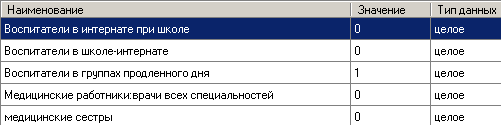 Наименование Значение Тип данных
Воспитатели в интернате при школе 0 целое
Воспитатели в школе-интернате 0 целое
Воспитатели в группах продленного дня 1 целое
Медицинские работники:врачи всех специальностей 0 целое
медицинские сестры 0 целое